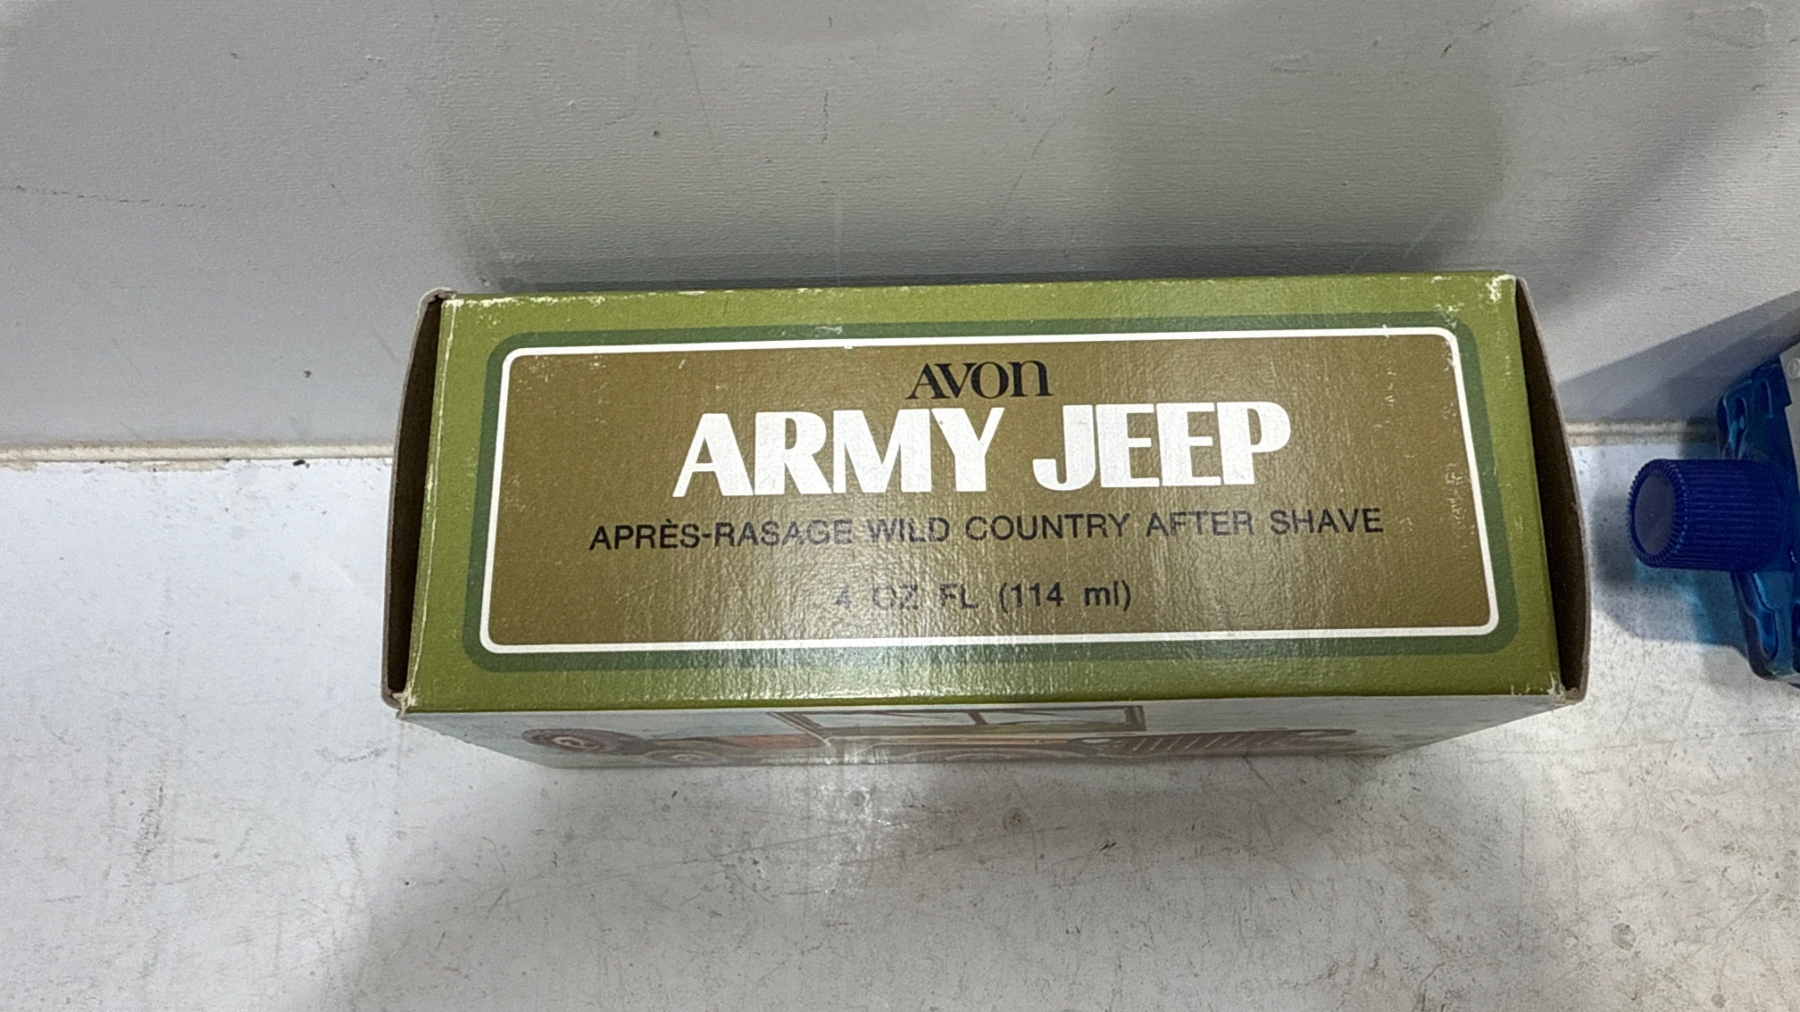 AVON
ARMY JEEP
APRÈS-RASAGE WILD COUNTRY AFTER SHAVE
4 OZ FL (114 ml)